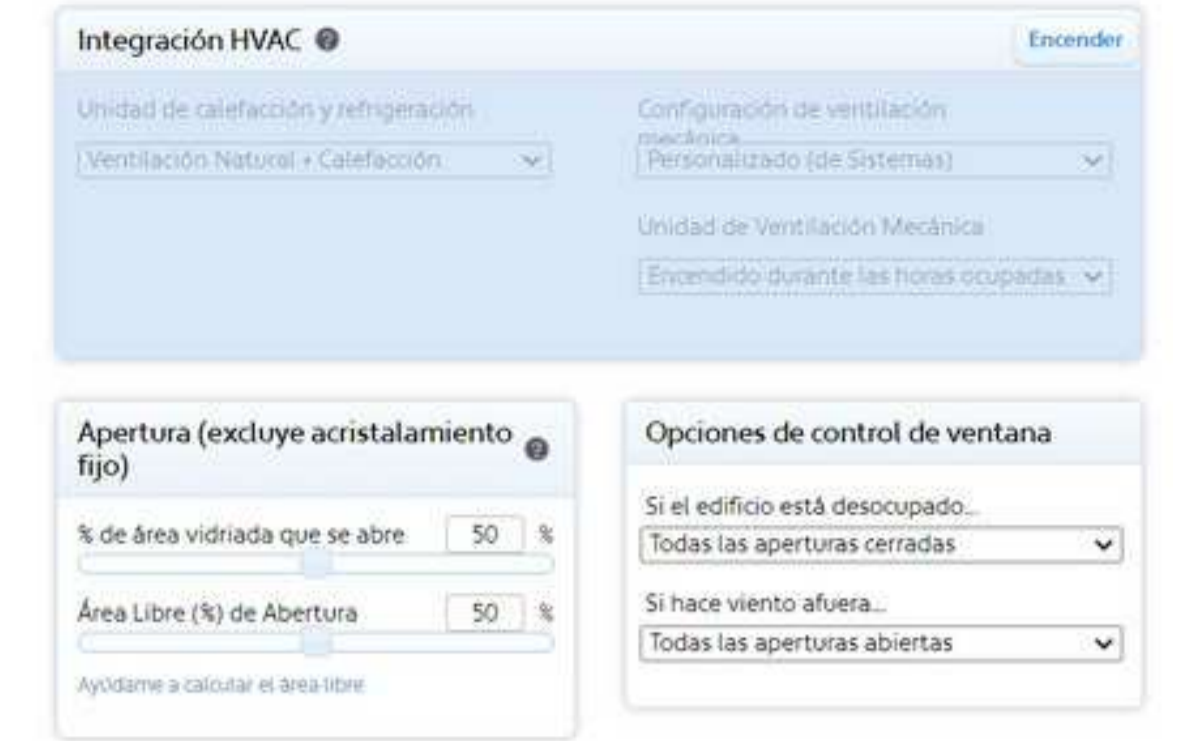 Integración HVAC ?
Encender
Unidad de calefacción y refrigeración
Ventilación Natural + Calefacción
Configuración de ventilación
mecánica
Personalizado (de Sistemas)
Unidad de Ventilación Mecánica
Encendido durante las horas ocupadas
Apertura (excluye acristalamiento
fijo) ?
% de área vidriada que se abre 50 %
Área Libre (%) de Abertura 50 %
Ayúdame a calcular el área libre
Opciones de control de ventana
Si el edificio está desocupado...
Todas las aperturas cerradas
Si hace viento afuera...
Todas las aperturas abiertas